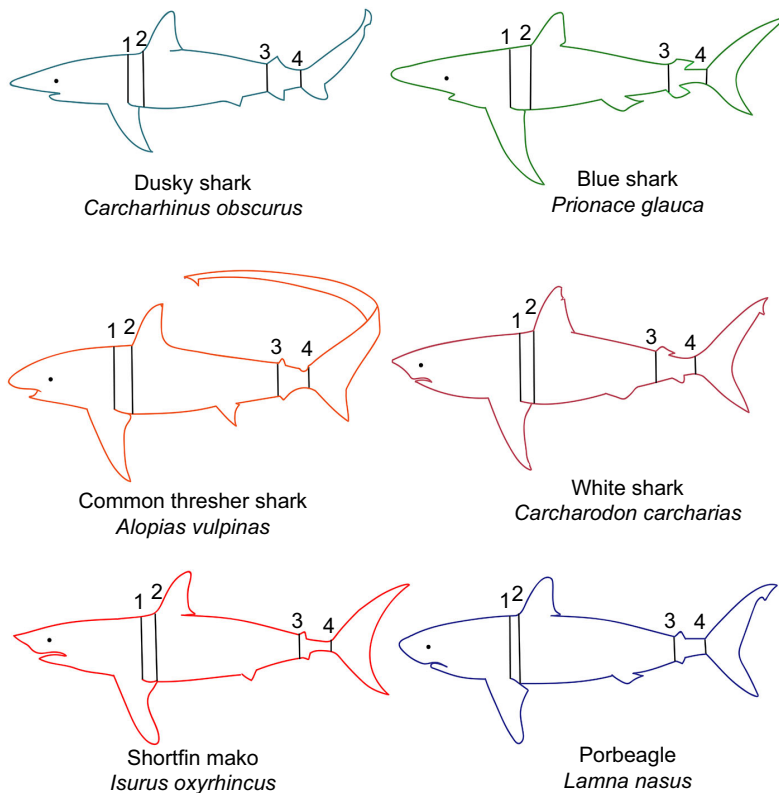 1 2 3 4
Dusky shark
Carcharhinus obscurus
1 2 3 4
Blue shark
Prionace glauca
1 2 3 4
Common thresher shark
Alopias vulpinas
1 2 3 4
White shark
Carcharodon carcharias
1 2 3 4
Shortfin mako
Isurus oxyrhincus
1 2 3 4
Porbeagle
Lamna nasus